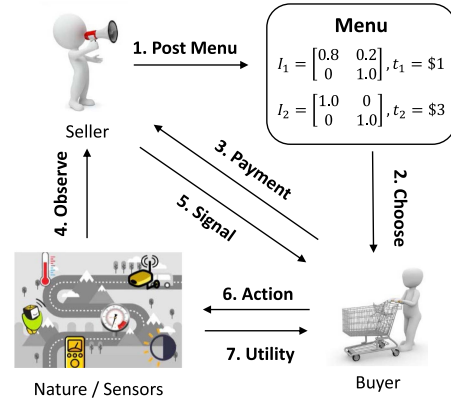 1. Post Menu
Menu
I₁ = [0.8 0.2
0 1.0], t₁ = $1
I₂ = [1.0 0
0 1.0], t₂ = $3
Seller
3. Payment
2. Choose
4. Observe
5. Signal
6. Action
7. Utility
Nature / Sensors
Buyer